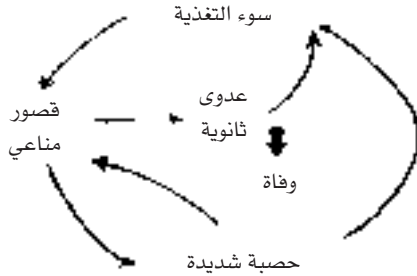 سوء التغذية
قصور
مناعي
عدوى
ثانوية
وفاة
حصبة شديدة